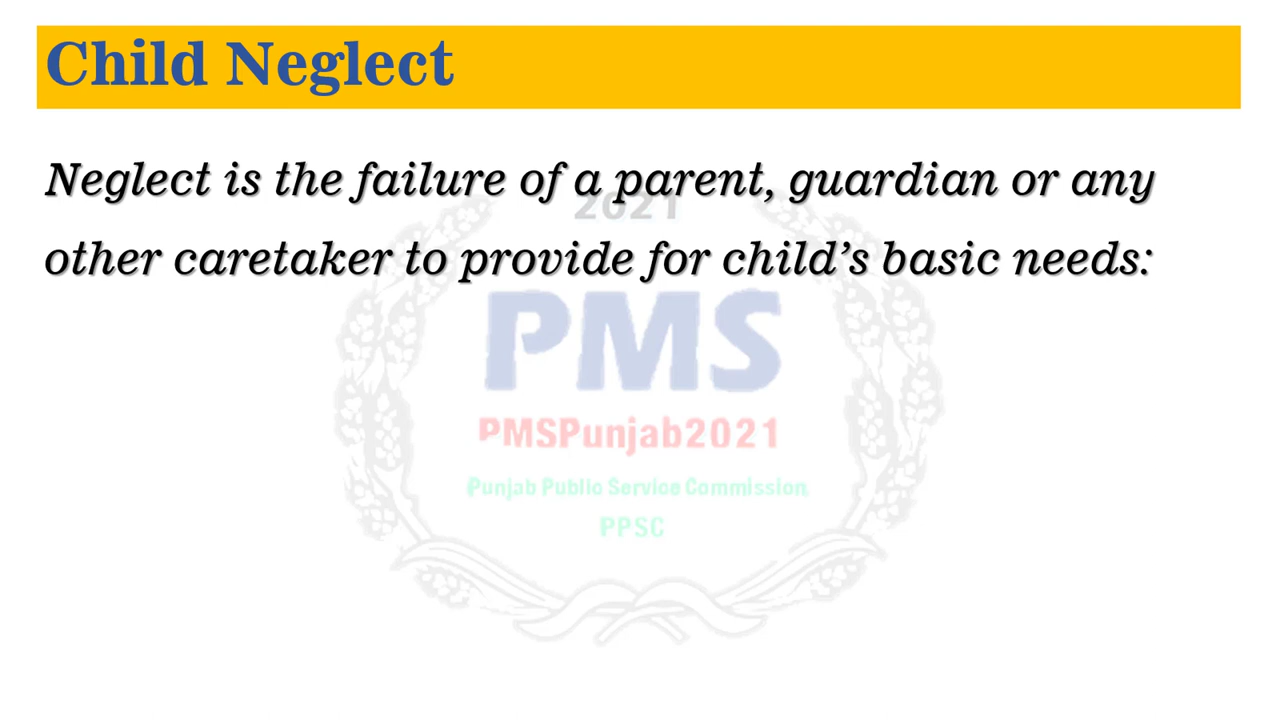 Child Neglect
Neglect is the failure of a parent, guardian or any
2021
other caretaker to provide for child’s basic needs:
PMS
PMSPunjab2021
Punjab Public Service Commission
PPSC